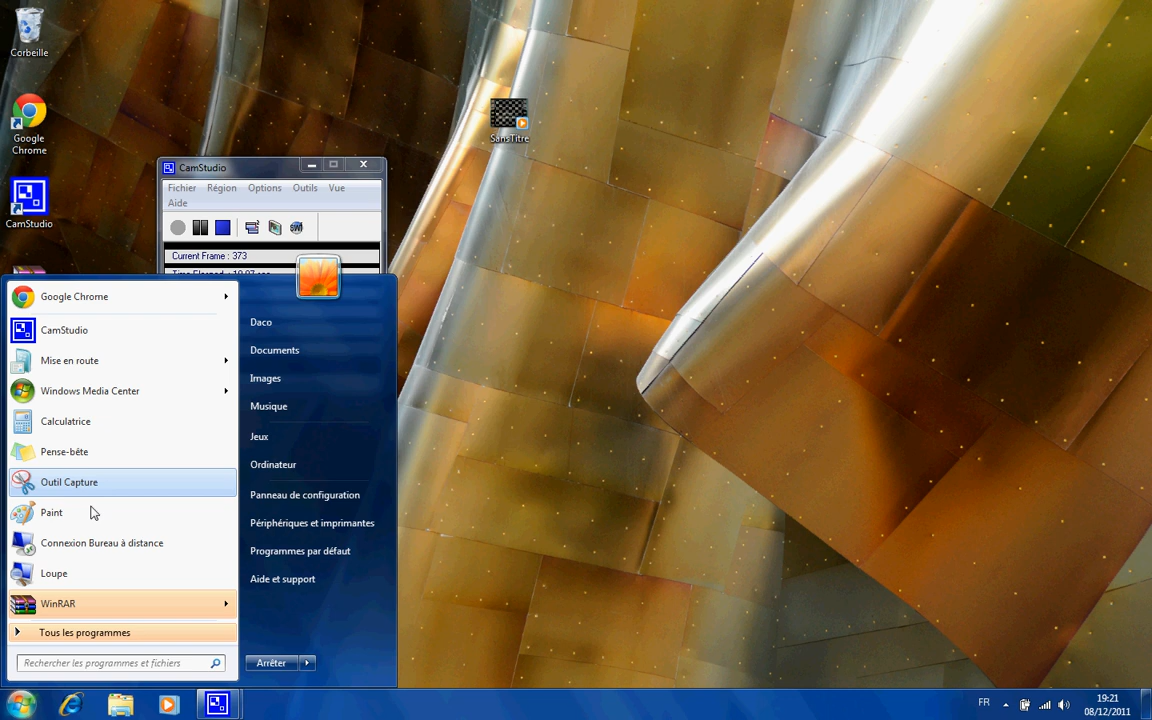 Corbeille
Google
Chrome
CamStudio
SansTitre
CamStudio
Fichier Région Options Outils Vue
Aide
Current Frame : 373
Google Chrome
CamStudio
Mise en route
Windows Media Center
Calculatrice
Pense-bête
Outil Capture
Paint
Connexion Bureau à distance
Loupe
WinRAR
Tous les programmes
Rechercher les programmes et fichiers
Daco
Documents
Images
Musique
Jeux
Ordinateur
Panneau de configuration
Périphériques et imprimantes
Programmes par défaut
Aide et support
Arrêter
FR
19:21
08/12/2011